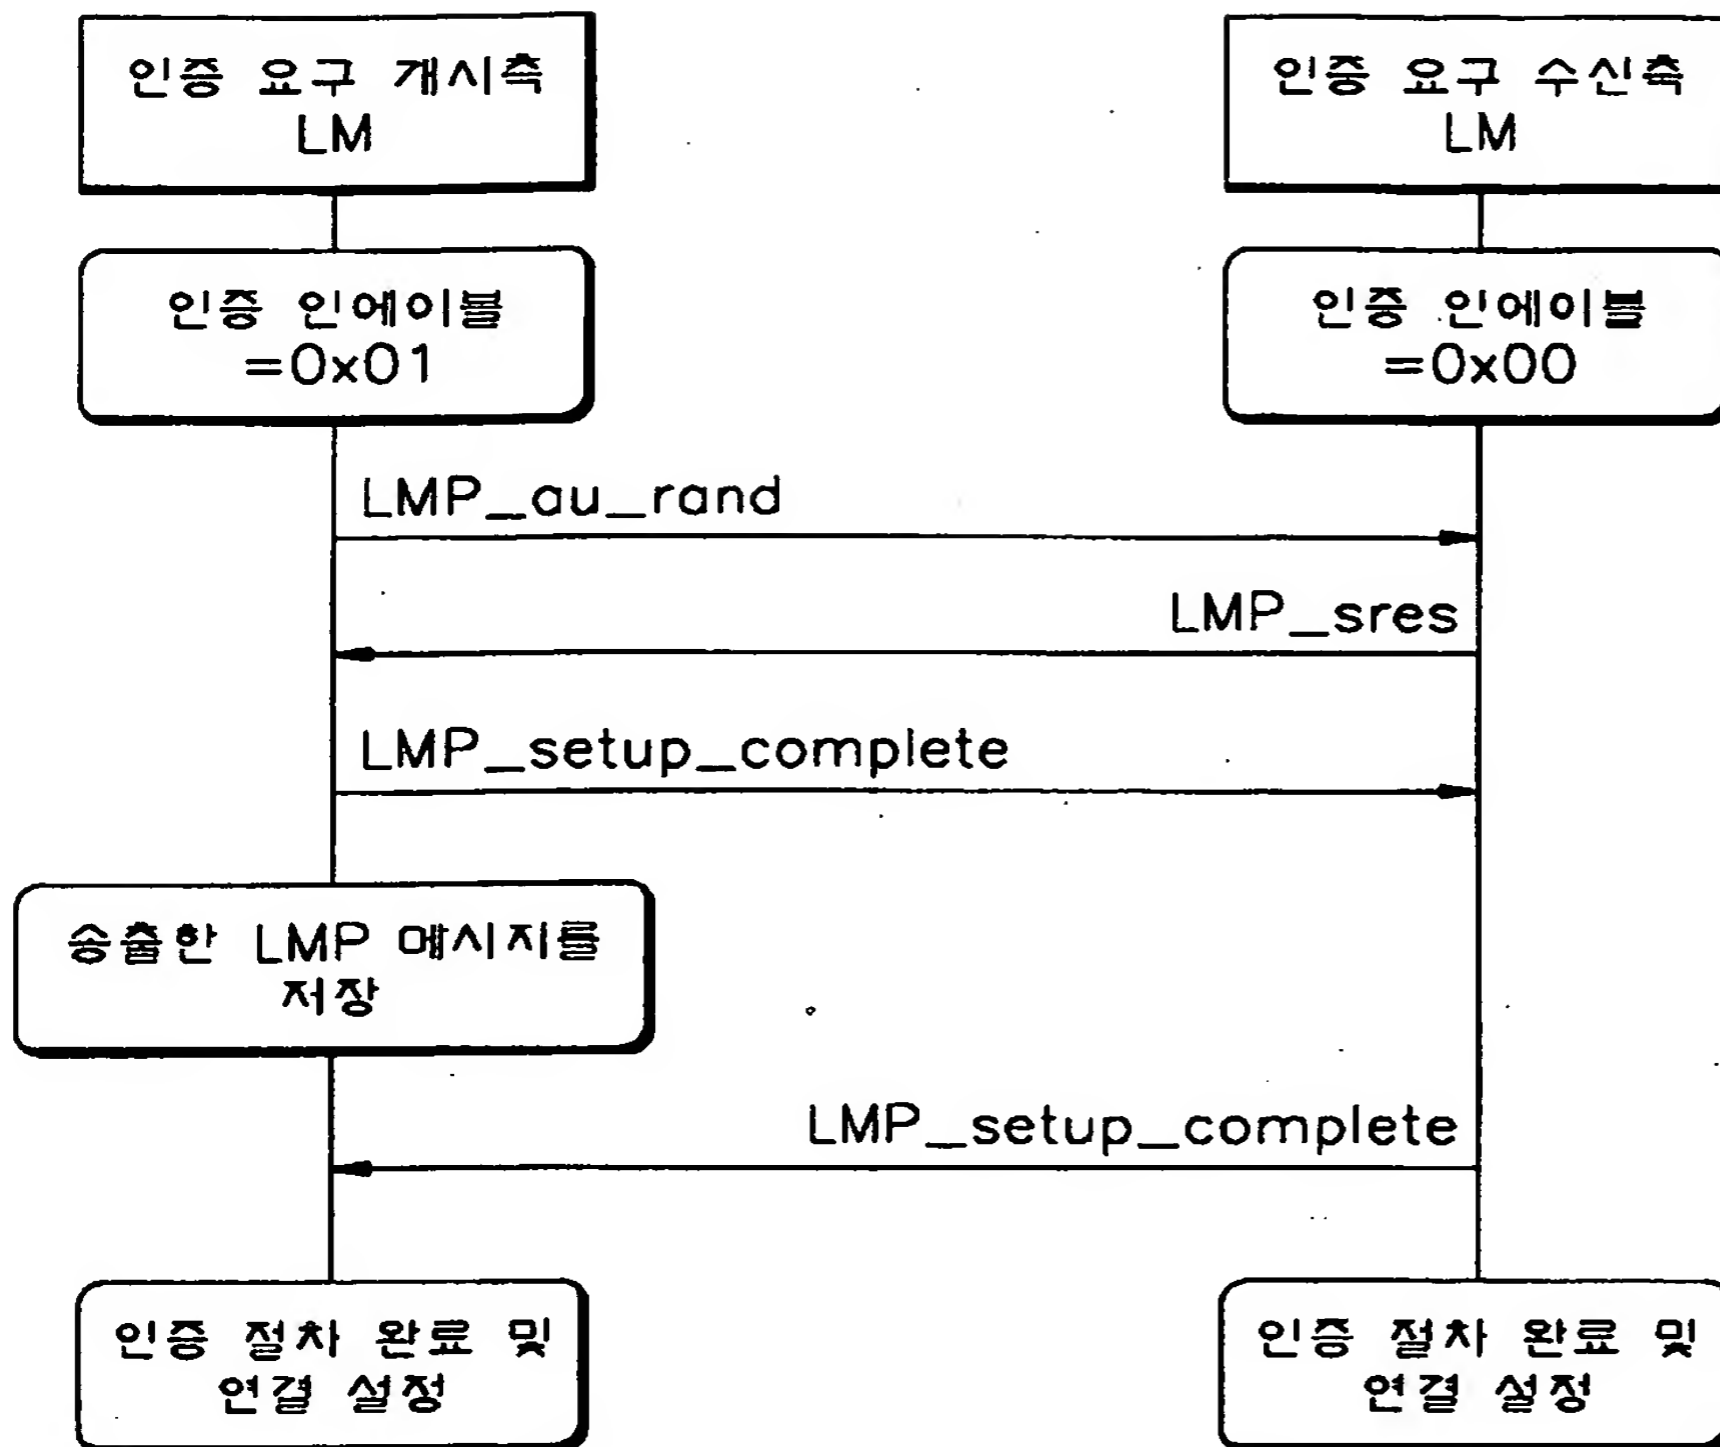 인증 요구 개시측
LM
인증 요구 수신측
LM
인증 인에이블
=0x01
인증 인에이블
=0x00
LMP_au_rand
LMP_sres
LMP_setup_complete
송출한 LMP 메시지를
저장
LMP_setup_complete
인증 절차 완료 및
연결 설정
인증 절차 완료 및
연결 설정